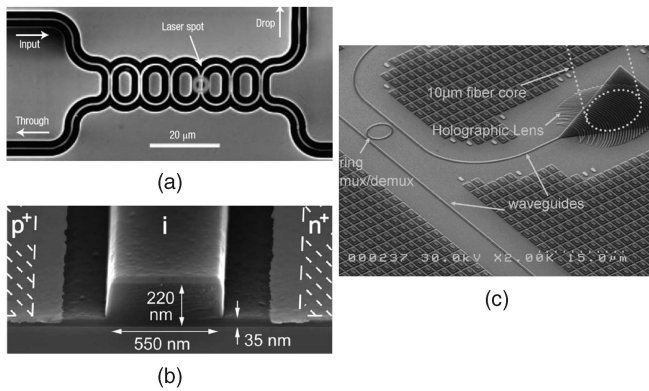 (a)
Input
Drop
Laser spot
Through
20 µm
(b)
p+
i
n+
220
nm
550 nm
35 nm
10µm fiber core
Holographic Lens
ring
mux/demux
waveguides
000237 30.0kV X2.00K 15.0µm
(c)